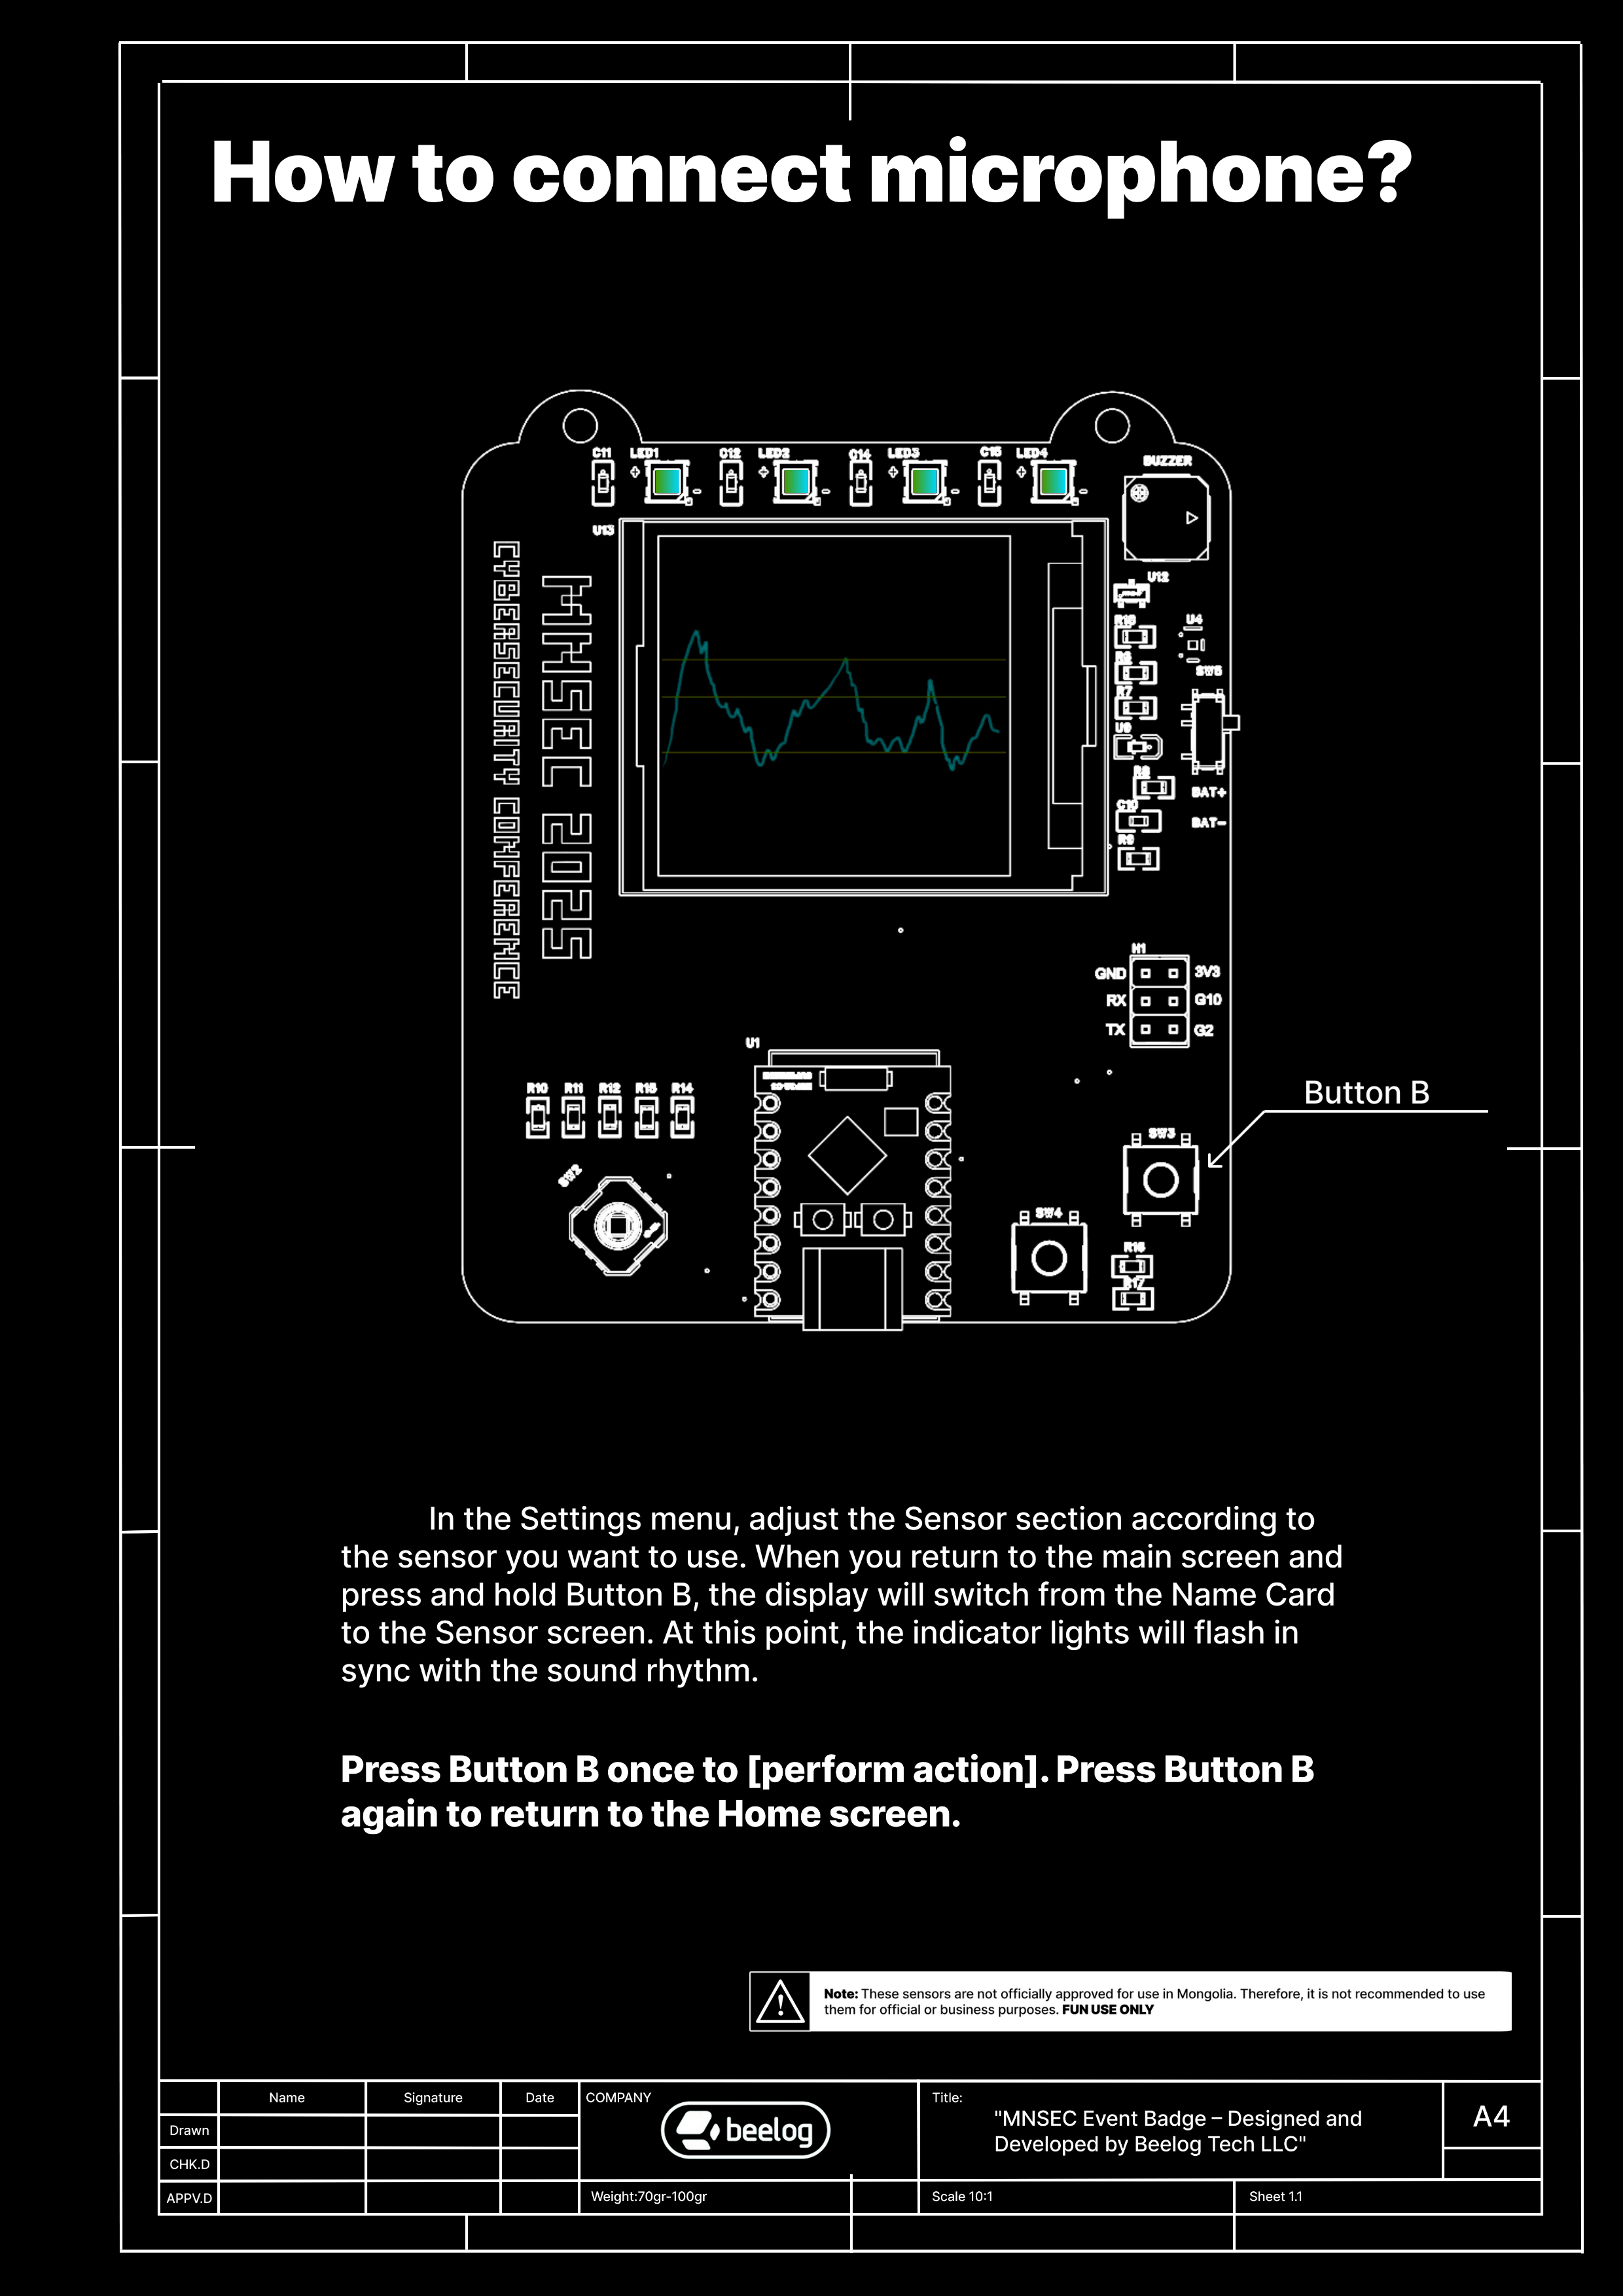 How to connect microphone?
C11 LED1 C12 LED2 C14 LED3 C15 LED4
BUZZER
U13
U12
U4
SW5
R7
U9
BAT+
C10
BAT-
CYBERSECURITY CONFERENCE
MNSEC 2025
H1
GND 3V3
RX G10
TX G2
U1
R10 R11 R12 R15 R14
Button B
SW3
SW2
SW4
R16
R17
In the Settings menu, adjust the Sensor section according to
the sensor you want to use. When you return to the main screen and
press and hold Button B, the display will switch from the Name Card
to the Sensor screen. At this point, the indicator lights will flash in
sync with the sound rhythm.
Press Button B once to [perform action]. Press Button B
again to return to the Home screen.
Note: These sensors are not officially approved for use in Mongolia. Therefore, it is not recommended to use
them for official or business purposes. FUN USE ONLY
Name Signature Date COMPANY
Drawn
CHK.D
APPV.D
beelog
Weight:70gr-100gr
Title:
"MNSEC Event Badge – Designed and
Developed by Beelog Tech LLC"
A4
Scale 10:1
Sheet 1.1